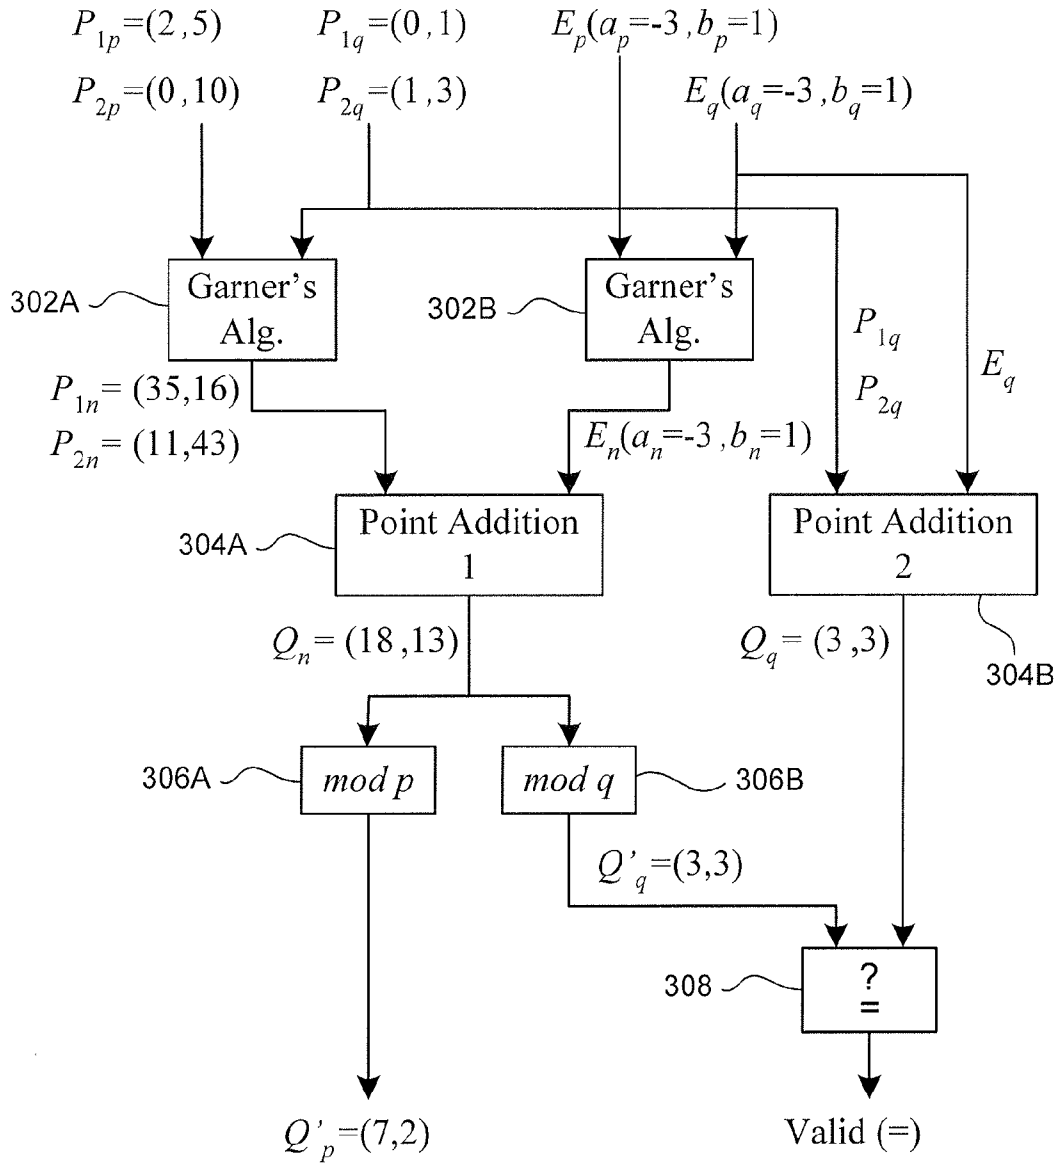 P1p=(2,5) P1q=(0,1) Ep(ap=-3,bp=1)
P2p=(0,10) P2q=(1,3) Eq(aq=-3,bq=1)
302A
Garner's
Alg.
302B
Garner's
Alg.
P1q
P2q
Eq
P1n= (35,16)
P2n= (11,43)
En(an=-3,bn=1)
304A
Point Addition
1
Point Addition
2
Qn= (18,13)
Qq= (3,3)
304B
306A
mod p
mod q
306B
Q'q=(3,3)
308
?
=
Q'p=(7,2)
Valid (=)